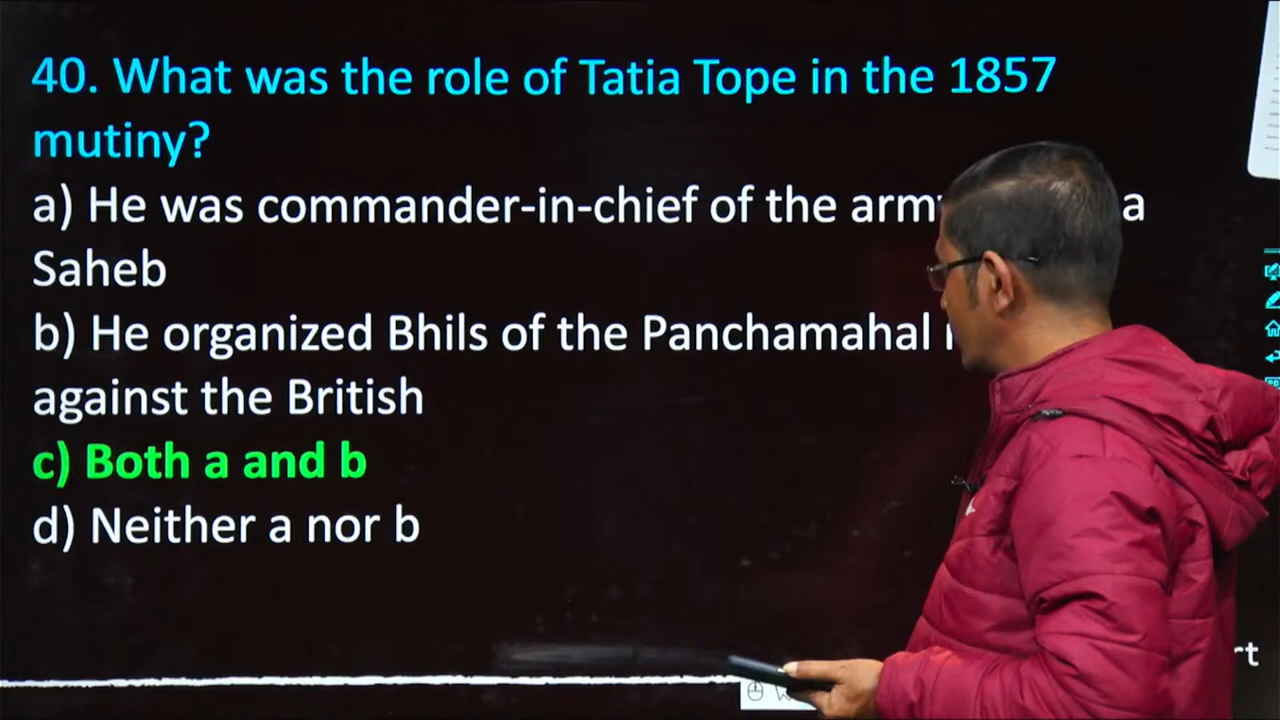 40. What was the role of Tatia Tope in the 1857
mutiny?
a) He was commander-in-chief of the
Saheb
b) He organized Bhils of the Panchamahal
against the British
c) Both a and b
d) Neither a nor b